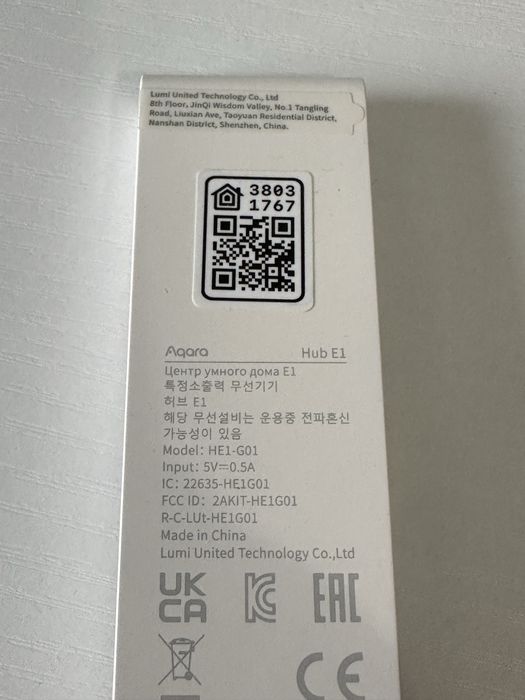 Lumi United Technology Co., Ltd
8th Floor, JinQi Wisdom Valley, No.1 Tangling
Road, Liuxian Ave, Taoyuan Residential District,
Nanshan District, Shenzhen, China.
3803
1767
Aqara Hub E1
Центр умного дома E1
특정소출력 무선기기
허브 E1
해당 무선설비는 운용중 전파혼신
가능성이 있음
Model: HE1-G01
Input: 5V⎓0.5A
IC: 22635-HE1G01
FCC ID: 2AKIT-HE1G01
R-C-LUt-HE1G01
Made in China
Lumi United Technology Co.,Ltd
UK
CA
EAC
CE